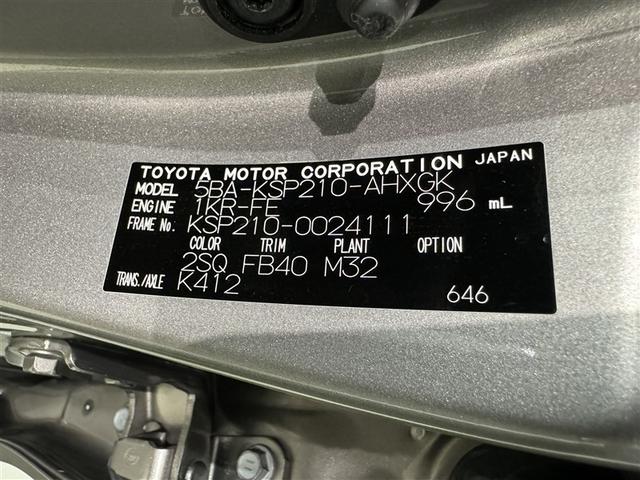 TOYOTA MOTOR CORPORATION JAPAN
MODEL 5BA-KSP210-AHXGK
ENGINE 1KR-FE 996 mL
FRAME No. KSP210-0024111
COLOR TRIM PLANT OPTION
2SQ FB40 M32
TRANS./AXLE K412
646